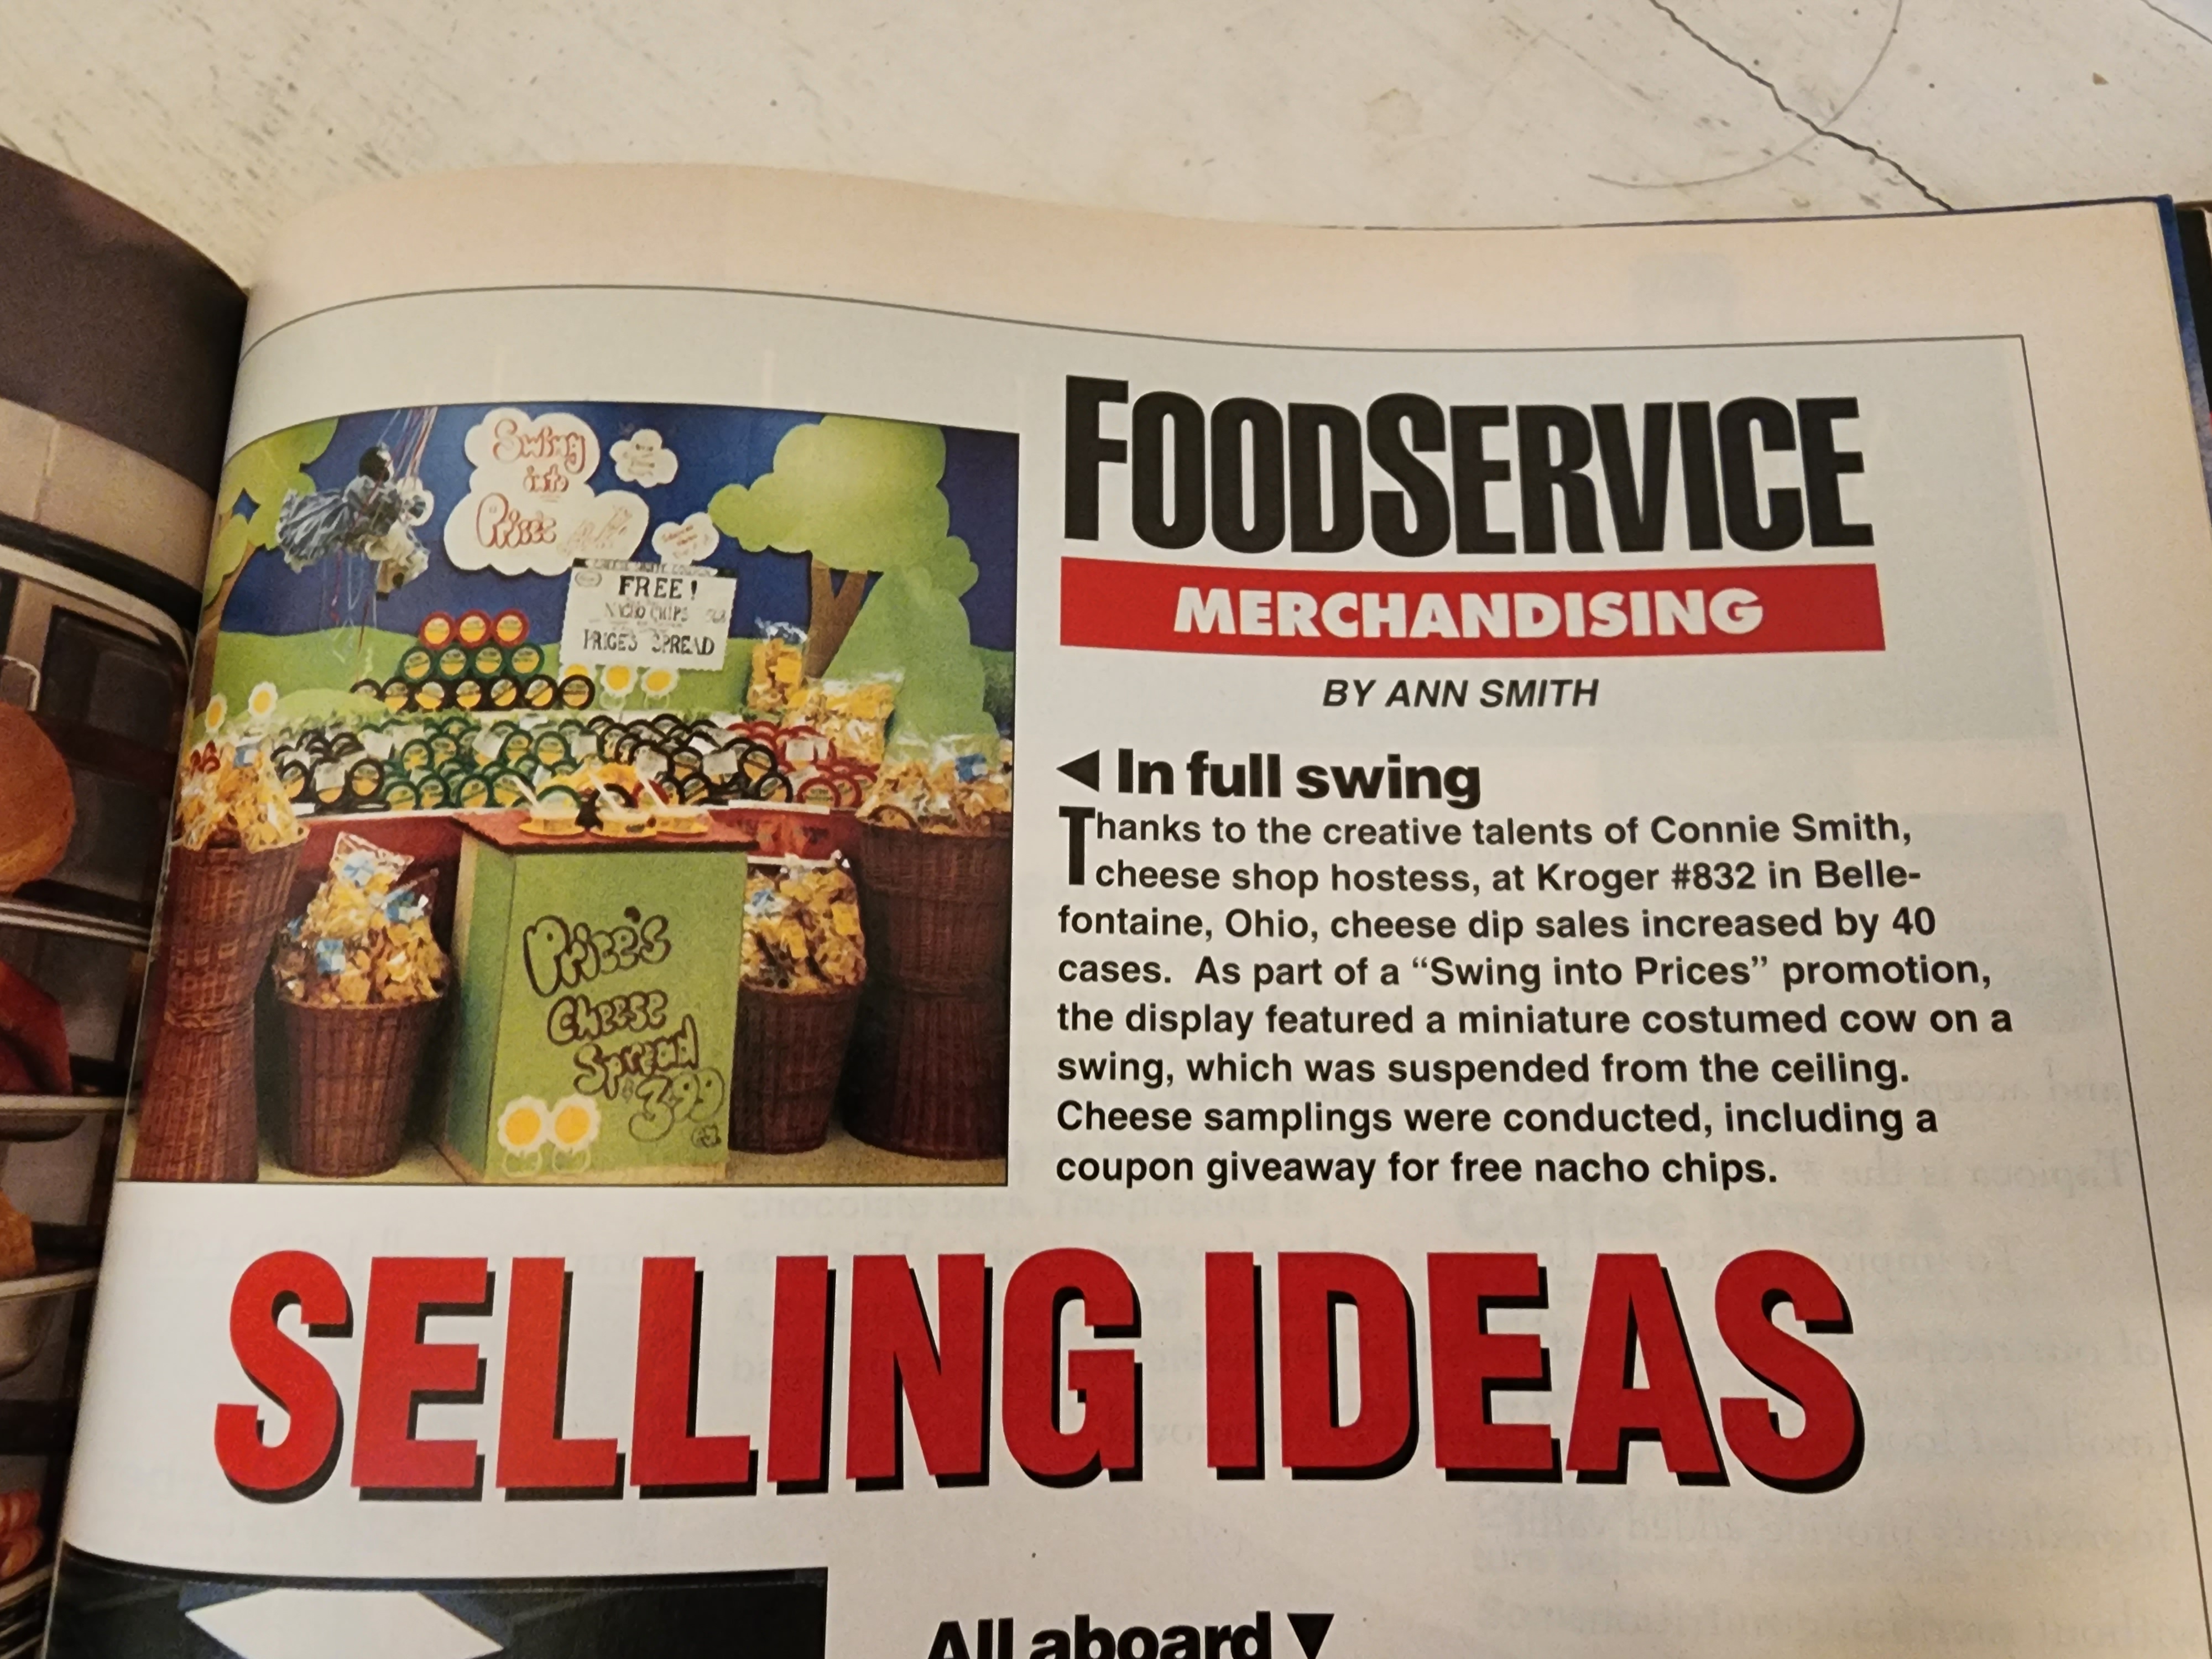 Swing
into
Price's
FREE!
NACHO CHIPS
PRICE'S SPREAD
Price's
Cheese
Spread
$3.99
FOODSERVICE
MERCHANDISING
BY ANN SMITH
◀ In full swing
Thanks to the creative talents of Connie Smith,
cheese shop hostess, at Kroger #832 in Belle-
fontaine, Ohio, cheese dip sales increased by 40
cases. As part of a “Swing into Prices” promotion,
the display featured a miniature costumed cow on a
swing, which was suspended from the ceiling.
Cheese samplings were conducted, including a
coupon giveaway for free nacho chips.
SELLING IDEAS
All aboard ▼